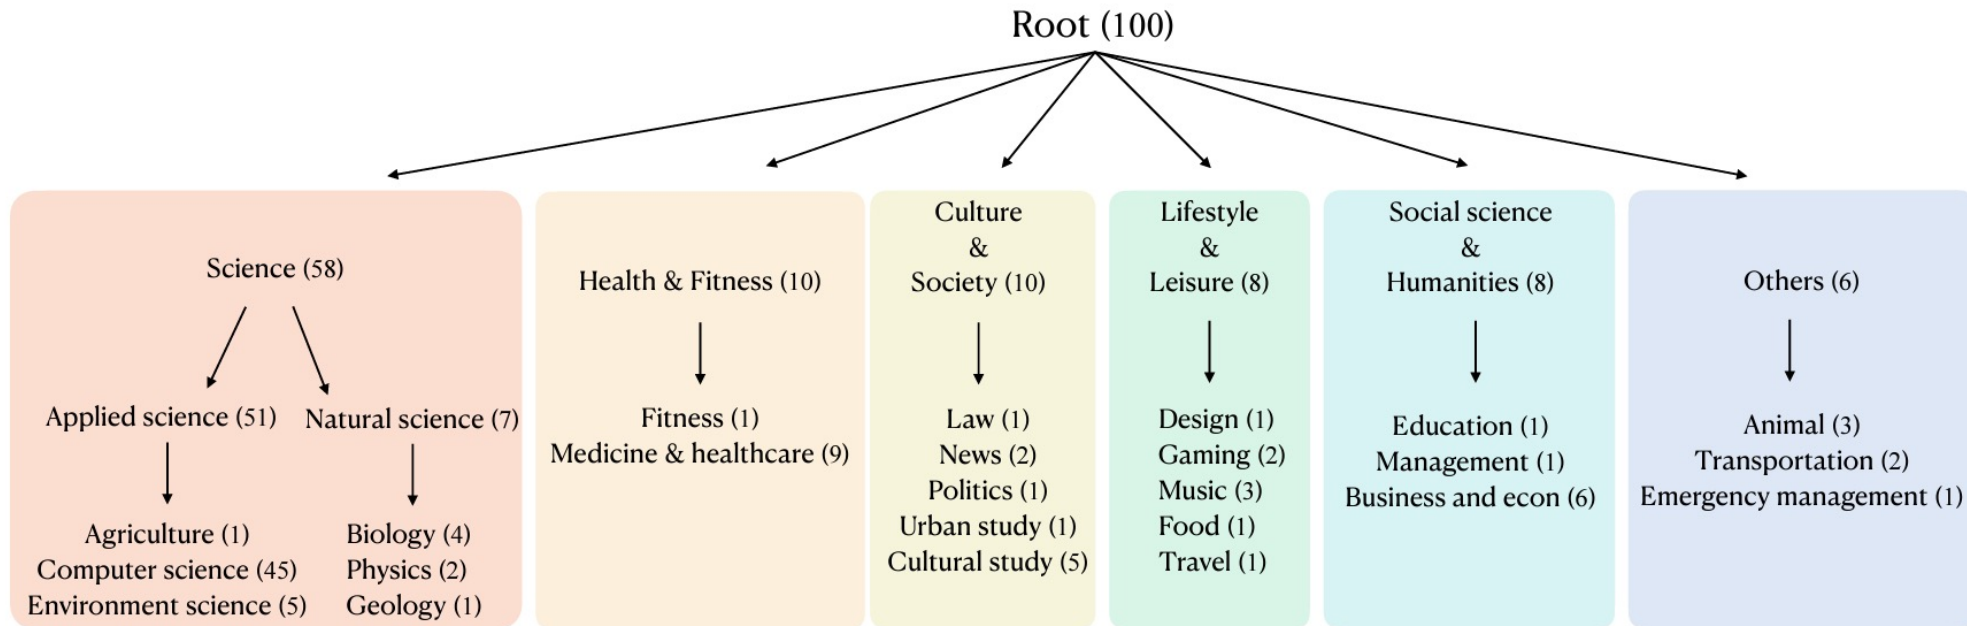 Root (100)
Science (58)
Applied science (51)
Agriculture (1)
Computer science (45)
Environment science (5)
Natural science (7)
Biology (4)
Physics (2)
Geology (1)
Health & Fitness (10)
Fitness (1)
Medicine & healthcare (9)
Culture
&
Society (10)
Law (1)
News (2)
Politics (1)
Urban study (1)
Cultural study (5)
Lifestyle
&
Leisure (8)
Design (1)
Gaming (2)
Music (3)
Food (1)
Travel (1)
Social science
&
Humanities (8)
Education (1)
Management (1)
Business and econ (6)
Others (6)
Animal (3)
Transportation (2)
Emergency management (1)